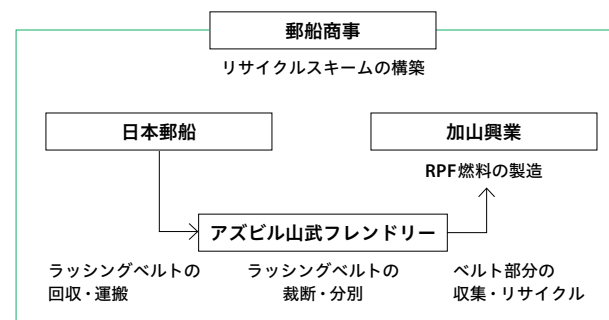 郵船商事
リサイクルスキームの構築
日本郵船
加山興業
RPF燃料の製造
アズビル山武フレンドリー
ラッシングベルトの
回収・運搬
ラッシングベルトの
裁断・分別
ベルト部分の
収集・リサイクル